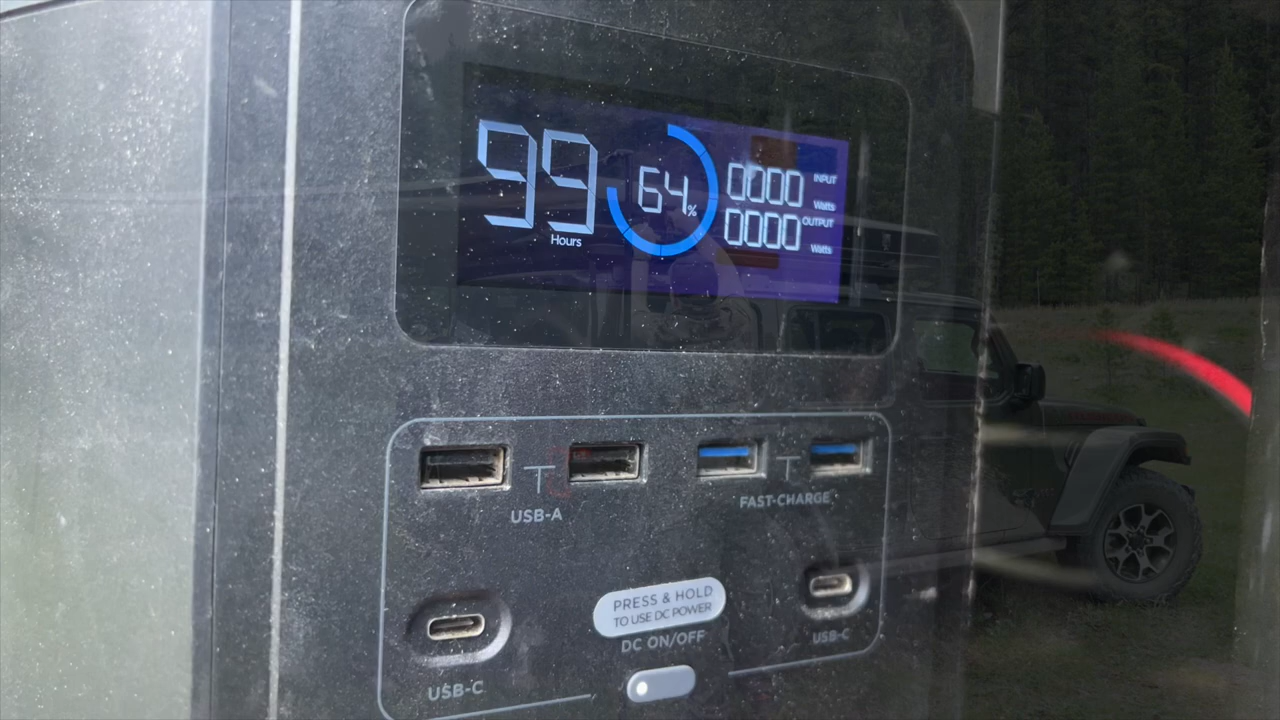 99
Hours
64%
0000 INPUT
Watts
0000 OUTPUT
Watts
USB-A
FAST-CHARGE
PRESS & HOLD
TO USE DC POWER
DC ON/OFF
USB-C
USB-C